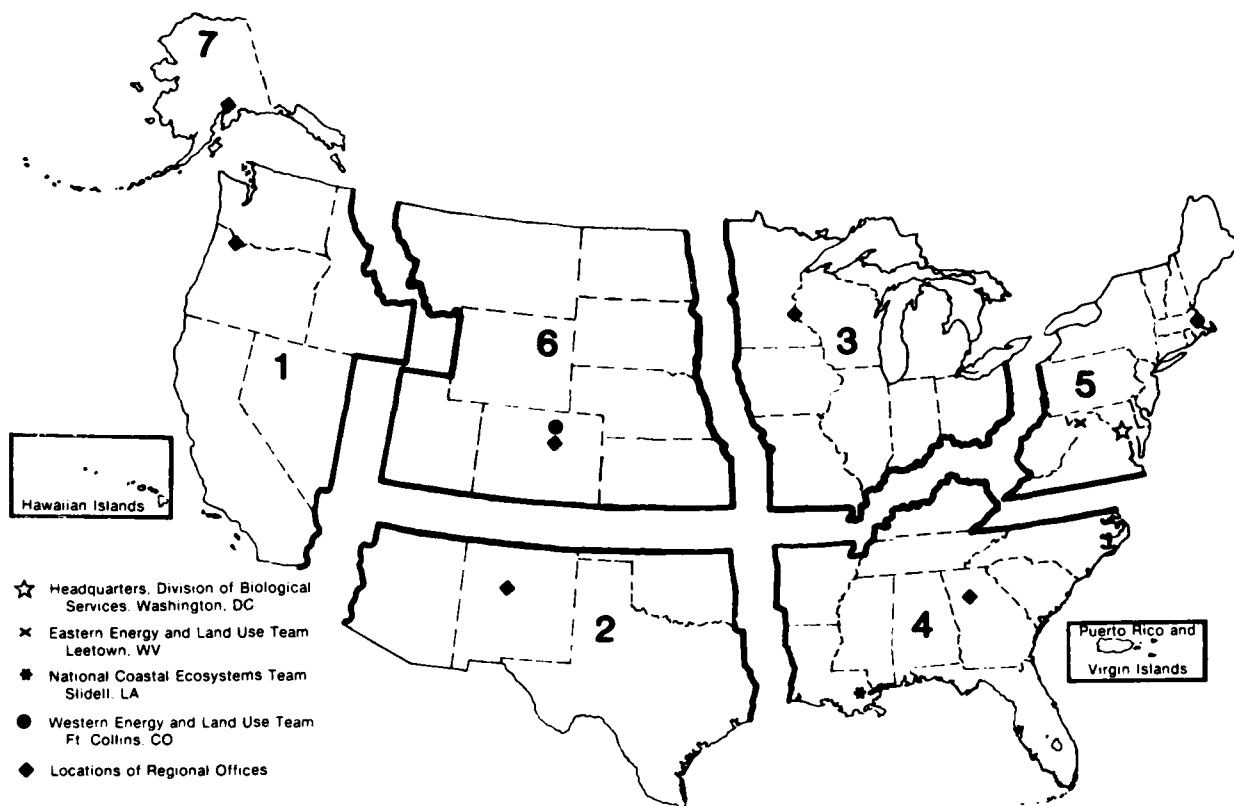 7
6
3
1
5
Hawaiian Islands
2
4
Puerto Rico and
Virgin Islands
Headquarters, Division of Biological
Services, Washington, DC
Eastern Energy and Land Use Team
Leetown, WV
National Coastal Ecosystems Team
Slidell, LA
Western Energy and Land Use Team
Ft. Collins, CO
Locations of Regional Offices